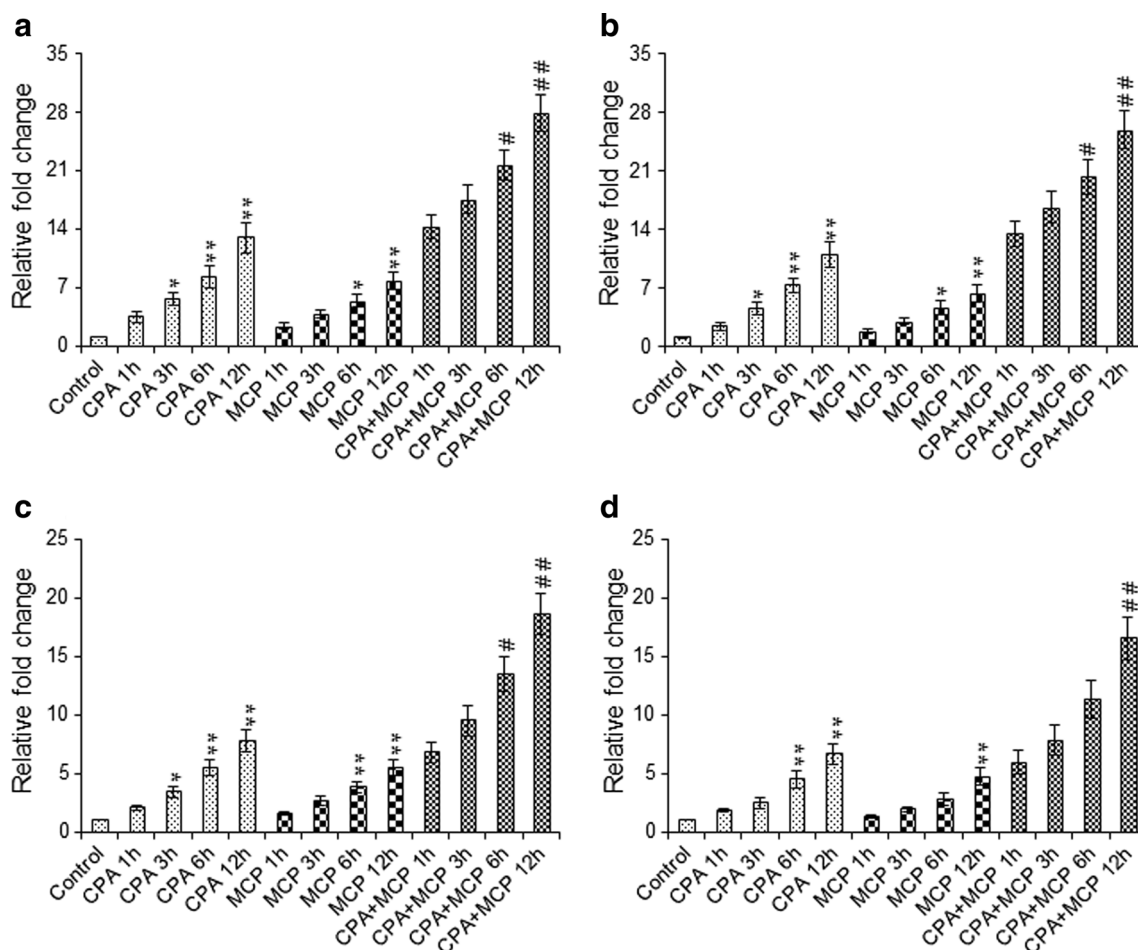 a
Relative fold change
35
28
21
14
7
0
*
**
**
*
**
#
##
Control
CPA 1h
CPA 3h
CPA 6h
CPA 12h
MCP 1h
MCP 3h
MCP 6h
MCP 12h
CPA+MCP 1h
CPA+MCP 3h
CPA+MCP 6h
CPA+MCP 12h
b
Relative fold change
35
28
21
14
7
0
*
**
**
*
**
#
##
Control
CPA 1h
CPA 3h
CPA 6h
CPA 12h
MCP 1h
MCP 3h
MCP 6h
MCP 12h
CPA+MCP 1h
CPA+MCP 3h
CPA+MCP 6h
CPA+MCP 12h
c
Relative fold change
25
20
15
10
5
0
*
**
**
**
**
#
##
Control
CPA 1h
CPA 3h
CPA 6h
CPA 12h
MCP 1h
MCP 3h
MCP 6h
MCP 12h
CPA+MCP 1h
CPA+MCP 3h
CPA+MCP 6h
CPA+MCP 12h
d
Relative fold change
25
20
15
10
5
0
**
**
**
##
Control
CPA 1h
CPA 3h
CPA 6h
CPA 12h
MCP 1h
MCP 3h
MCP 6h
MCP 12h
CPA+MCP 1h
CPA+MCP 3h
CPA+MCP 6h
CPA+MCP 12h